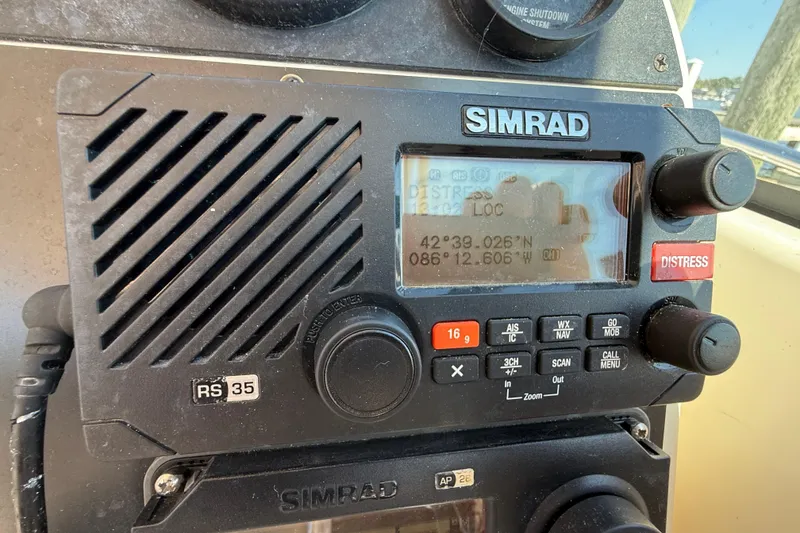 ENGINE SHUTDOWN
SYSTEM
SIMRAD
DISTRESS
LOC
42°39.026'N
086°12.606'W
DISTRESS
PUSH TO ENTER
16 9
AIS
IC
WX
NAV
GO
MOB
X
3CH
+/-
SCAN
CALL
MENU
In
Out
Zoom
RS 35
SIMRAD
AP 28